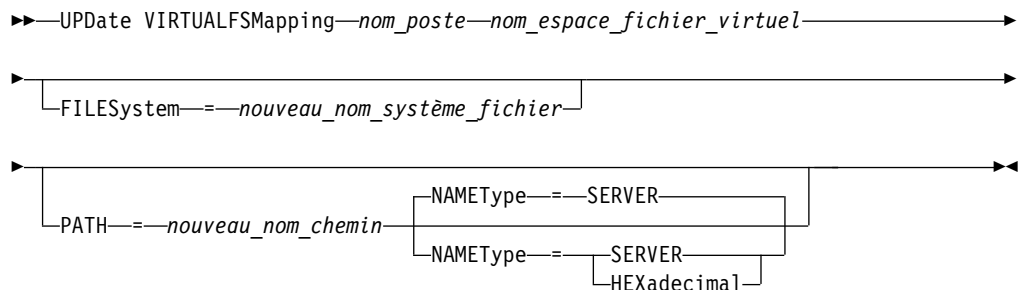 UPDate VIRTUALFSMapping nom_poste nom_espace_fichier_virtuel
FILESystem = nouveau_nom_système_fichier
NAMEType = SERVER
PATH = nouveau_nom_chemin
NAMEType = SERVER
HEXadecimal